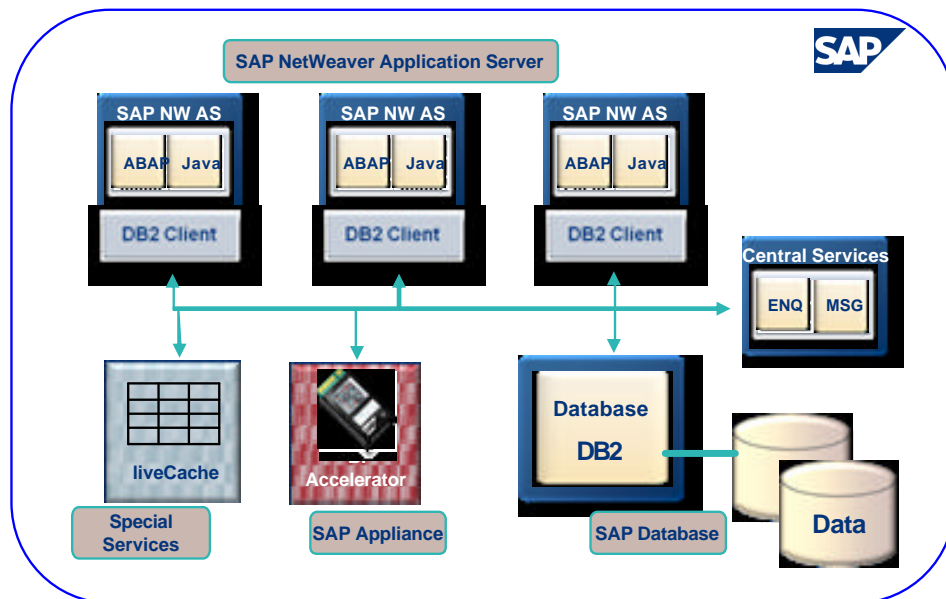 SAP
SAP NetWeaver Application Server
SAP NW AS
SAP NW AS
SAP NW AS
ABAP
Java
ABAP
Java
ABAP
Java
DB2 Client
DB2 Client
DB2 Client
Central Services
ENQ
MSG
liveCache
Accelerator
Database
DB2
Data
Special
Services
SAP Appliance
SAP Database